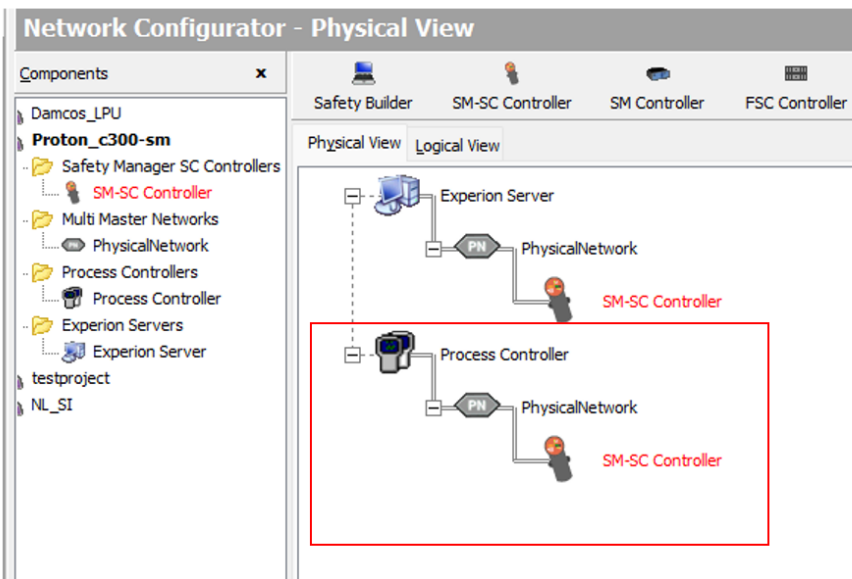 Network Configurator - Physical View
Components x
Safety Builder SM-SC Controller SM Controller FSC Controller
Physical View Logical View
Damcos_LPU
Proton_c300-sm
Safety Manager SC Controllers
SM-SC Controller
Multi Master Networks
PhysicalNetwork
Process Controllers
Process Controller
Experion Servers
Experion Server
testproject
NL_SI
Experion Server
PN PhysicalNetwork
SM-SC Controller
Process Controller
PN PhysicalNetwork
SM-SC Controller